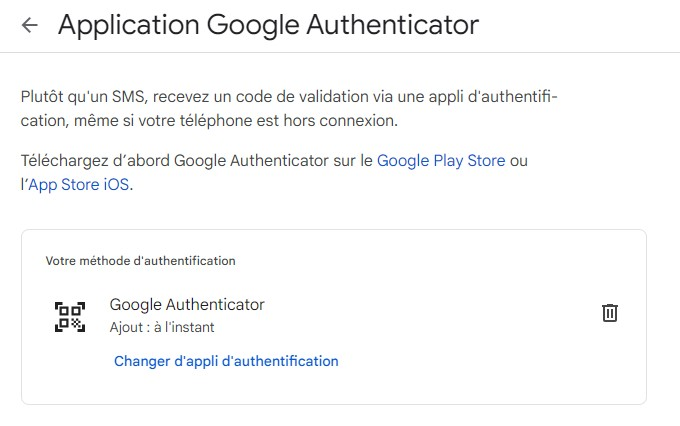 Application Google Authenticator
Plutôt qu'un SMS, recevez un code de validation via une appli d'authentifi-
cation, même si votre téléphone est hors connexion.
Téléchargez d’abord Google Authenticator sur le Google Play Store ou
l’App Store iOS.
Votre méthode d'authentification
Google Authenticator
Ajout : à l'instant
Changer d'appli d'authentification